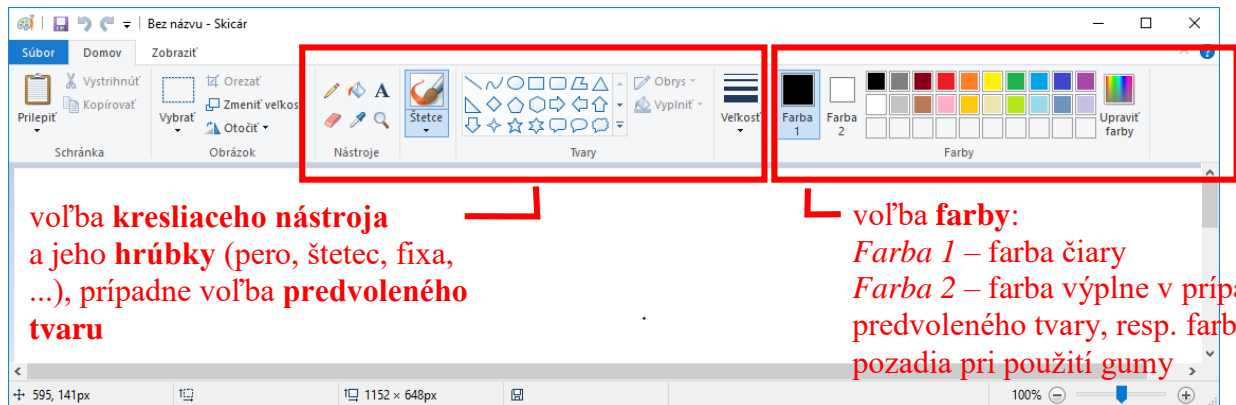 Bez názvu - Skicár
Súbor Domov Zobraziť
Prilepiť
Vystrihnúť
Kopírovať
Schránka
Vybrať
Orezať
Zmeniť veľkos
Otočiť
Obrázok
A
Nástroje
Štetce
Obrys
Vyplniť
Tvary
Veľkosť
Farba
1
Farba
2
Upraviť
farby
Farby
voľba kresliaceho nástroja
a jeho hrúbky (pero, štetec, fixa,
...), prípadne voľba predvoleného
tvaru
voľba farby:
Farba 1 – farba čiary
Farba 2 – farba výplne v prípa
predvoleného tvary, resp. farb
pozadia pri použití gumy
595, 141px
1152 × 648px
100%